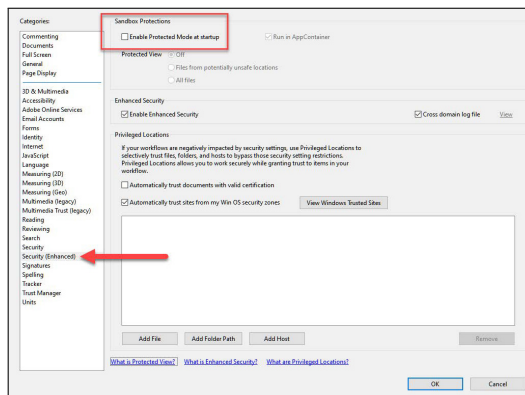 Categories:
Commenting
Documents
Full Screen
General
Page Display
3D & Multimedia
Accessibility
Adobe Online Services
Email Accounts
Forms
Identity
Internet
JavaScript
Language
Measuring (2D)
Measuring (3D)
Measuring (Geo)
Multimedia (legacy)
Multimedia Trust (legacy)
Reading
Reviewing
Search
Security
Security (Enhanced)
Signatures
Spelling
Tracker
Trust Manager
Units
Sandbox Protections
Enable Protected Mode at startup
Run in AppContainer
Protected View
Off
Files from potentially unsafe locations
All files
Enhanced Security
Enable Enhanced Security
Cross domain log file
View
Privileged Locations
If your workflows are negatively impacted by security settings, use Privileged Locations to
selectively trust files, folders, and hosts to bypass those security setting restrictions.
Privileged Locations allows you to work securely while granting trust to items in your
workflow.
Automatically trust documents with valid certification
Automatically trust sites from my Win OS security zones
View Windows Trusted Sites
Add File
Add Folder Path
Add Host
Remove
What is Protected View?
What is Enhanced Security?
What are Privileged Locations?
OK
Cancel